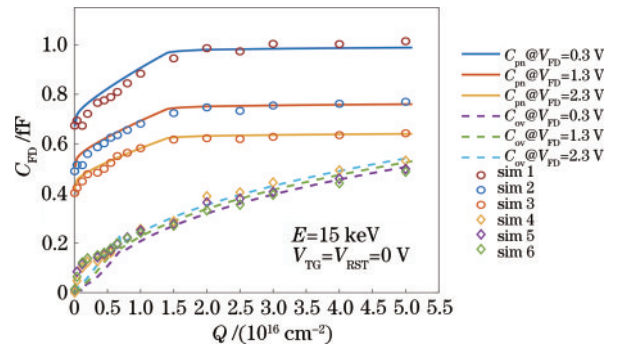 1.0
0.8
0.6
0.4
0.2
0
C_FD /fF
0 0.5 1.0 1.5 2.0 2.5 3.0 3.5 4.0 4.5 5.0 5.5
Q /(10^16 cm^−2)
E=15 keV
V_TG=V_RST=0 V
C_pn@V_FD=0.3 V
C_pn@V_FD=1.3 V
C_pn@V_FD=2.3 V
C_ov@V_FD=0.3 V
C_ov@V_FD=1.3 V
C_ov@V_FD=2.3 V
sim 1
sim 2
sim 3
sim 4
sim 5
sim 6